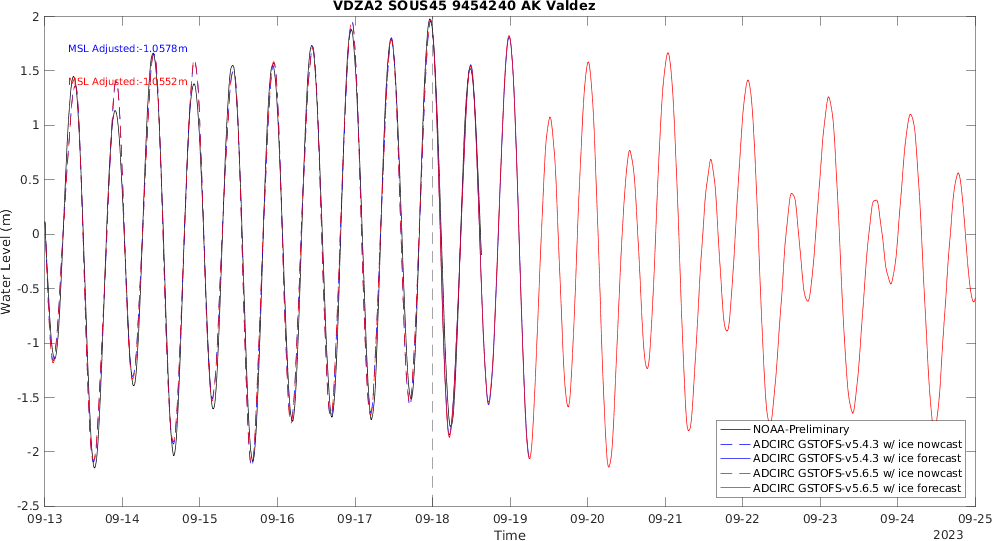 VDZA2 SOUS45 9454240 AK Valdez
MSL Adjusted:-1.0578m
MSL Adjusted:-1.0552m
Water Level (m)
2
1.5
1
0.5
0
-0.5
-1
-1.5
-2
-2.5
NOAA-Preliminary
ADCIRC GSTOFS-v5.4.3 w/ ice nowcast
ADCIRC GSTOFS-v5.4.3 w/ ice forecast
ADCIRC GSTOFS-v5.6.5 w/ ice nowcast
ADCIRC GSTOFS-v5.6.5 w/ ice forecast
09-13 09-14 09-15 09-16 09-17 09-18 09-19 09-20 09-21 09-22 09-23 09-24 09-25
Time
2023